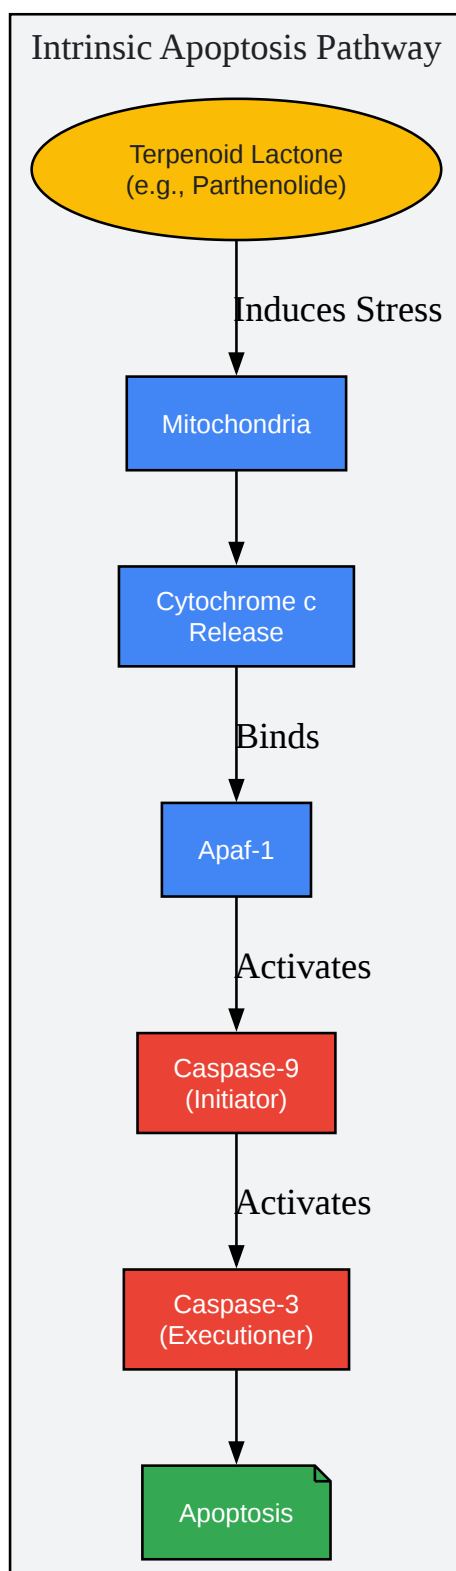 Intrinsic Apoptosis Pathway
Terpenoid Lactone
(e.g., Parthenolide)
Induces Stress
Mitochondria
Cytochrome c
Release
Binds
Apaf-1
Activates
Caspase-9
(Initiator)
Activates
Caspase-3
(Executioner)
Apoptosis